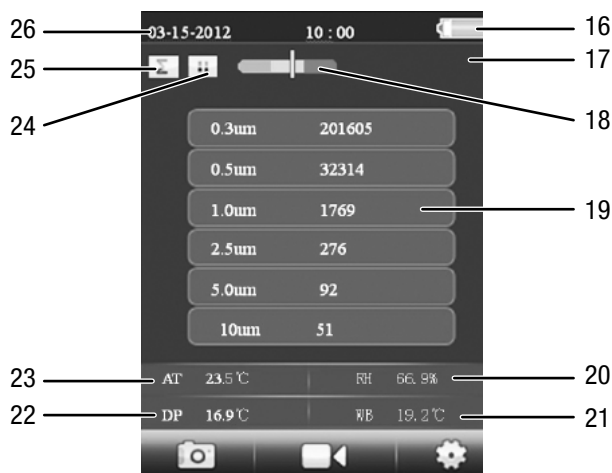 26 03-15-2012 10 : 00 16
25 Σ 17
24 18
0.3um 201605
0.5um 32314
1.0um 1769 19
2.5um 276
5.0um 92
10um 51
23 AT 23.5℃ RH 66.9% 20
22 DP 16.9℃ WB 19.2℃ 21